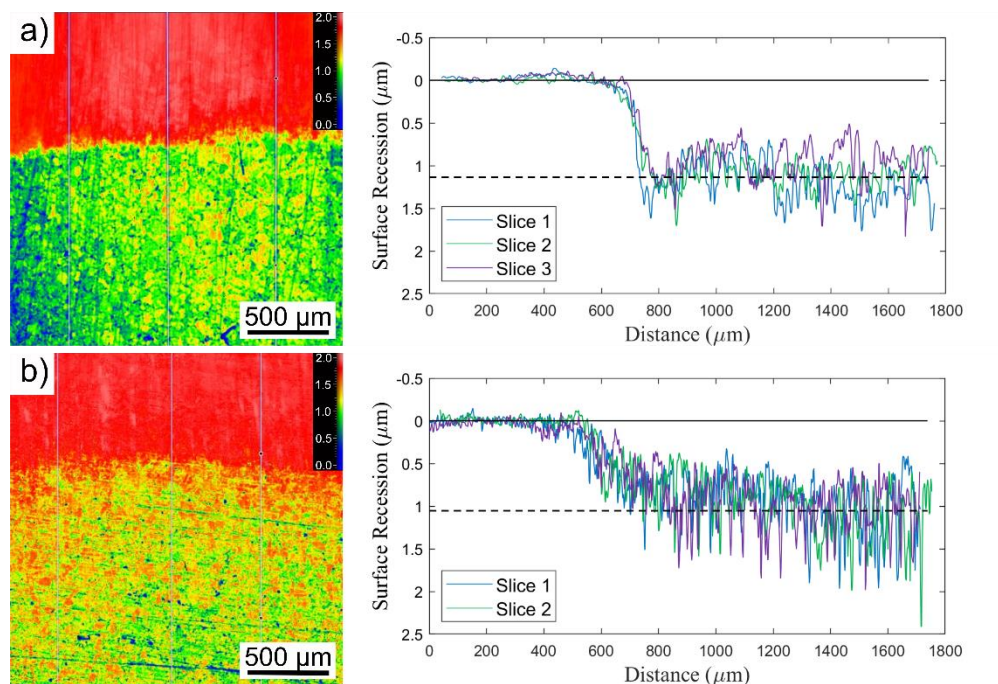 a)
2.0
1.5
1.0
0.5
0.0
500 µm
-0.5
0
0.5
1
1.5
2
2.5
Surface Recession (µm)
Slice 1
Slice 2
Slice 3
0 200 400 600 800 1000 1200 1400 1600 1800
Distance (µm)
b)
2.0
1.5
1.0
0.5
0.0
500 µm
-0.5
0
0.5
1
1.5
2
2.5
Surface Recession (µm)
Slice 1
Slice 2
0 200 400 600 800 1000 1200 1400 1600 1800
Distance (µm)